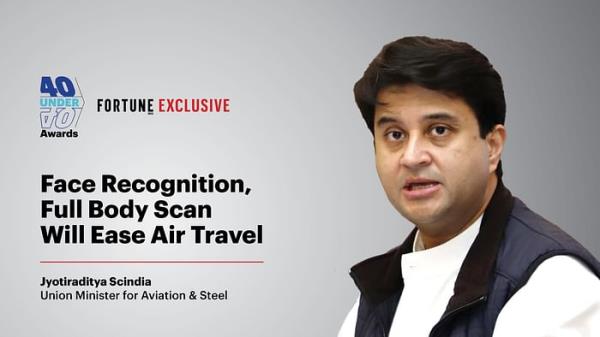 40
UNDER
40
Awards
FORTUNE EXCLUSIVE
Face Recognition,
Full Body Scan
Will Ease Air Travel
Jyotiraditya Scindia
Union Minister for Aviation & Steel